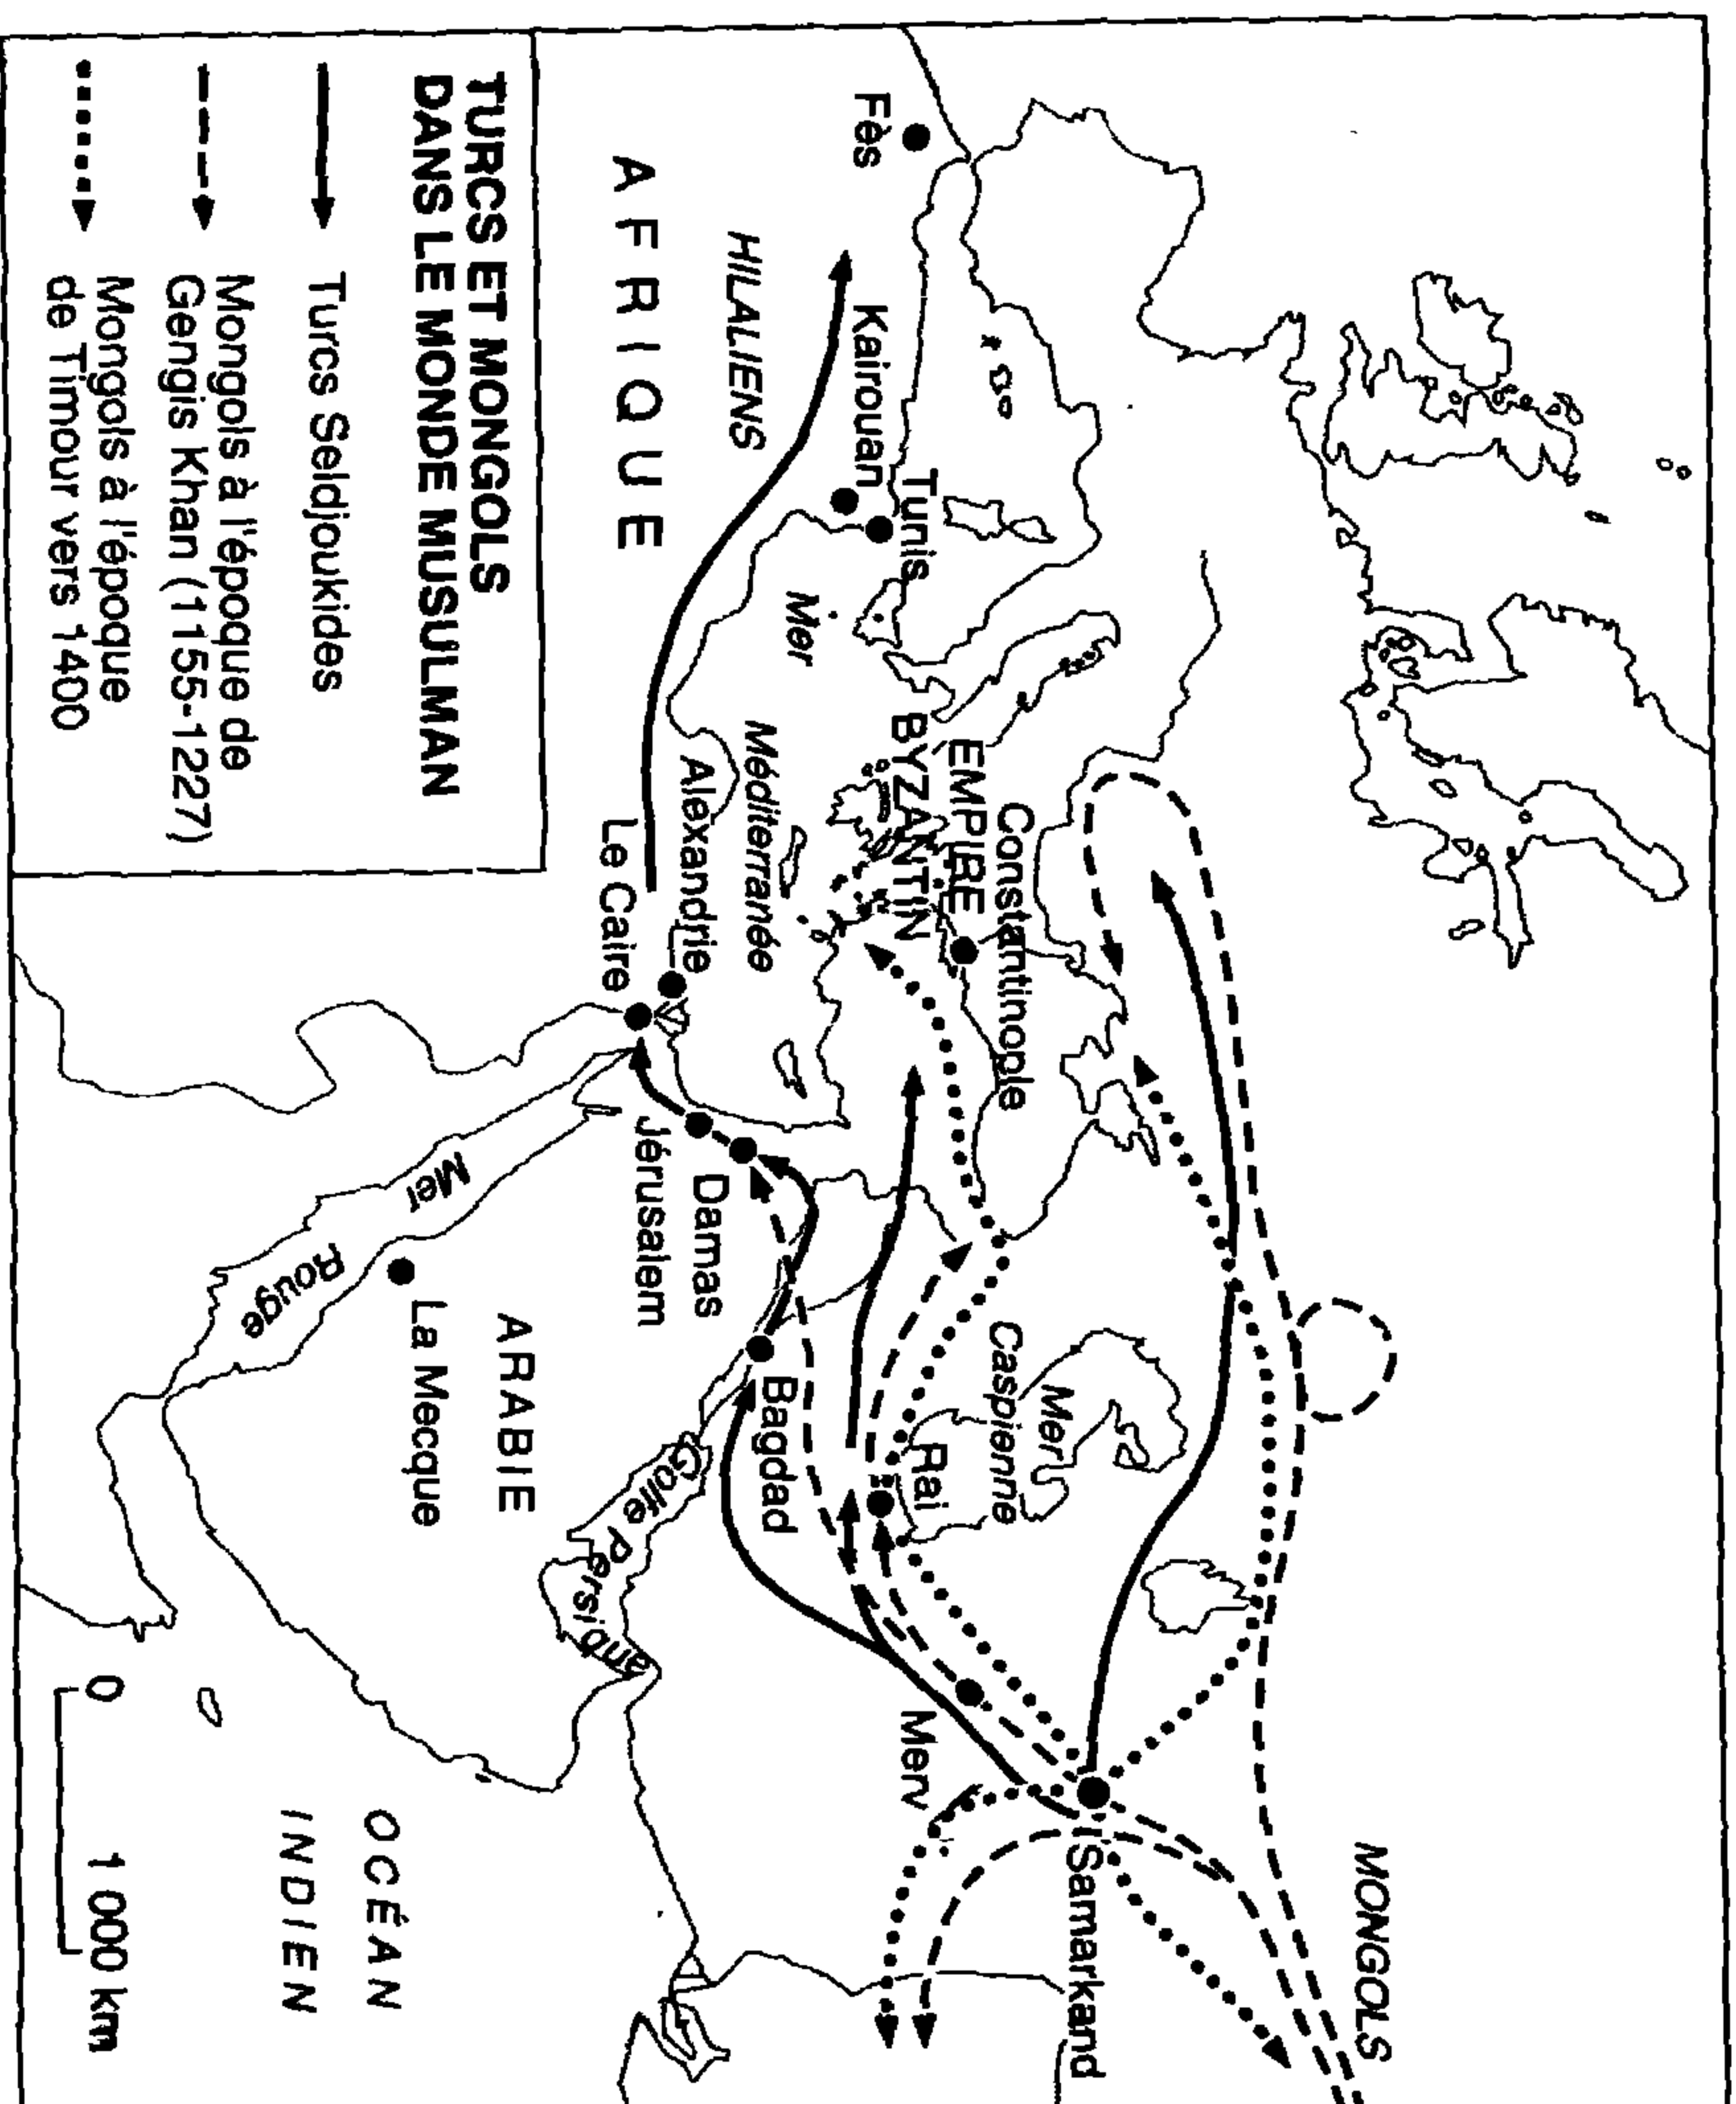 TURCS ET MONGOLS
DANS LE MONDE MUSULMAN
Turcs Seldjoukides
Mongols à l'époque de
Gengis Khan (1155-1227)
Mongols à l'époque
de Timour vers 1400
MONGOLS
Samarkand
Constantinople
EMPIRE
BYZANTIN
Mer
Caspienne
Rai
Merv
Tunis
Kairouan
Fès
HILALIENS
AFRIQUE
Mer
Méditerranée
Alexandrie
Le Caire
Damas
Jérusalem
Bagdad
Golfe Persique
ARABIE
La Mecque
Mer
Rouge
OCÉAN
INDIEN
0 1 000 km